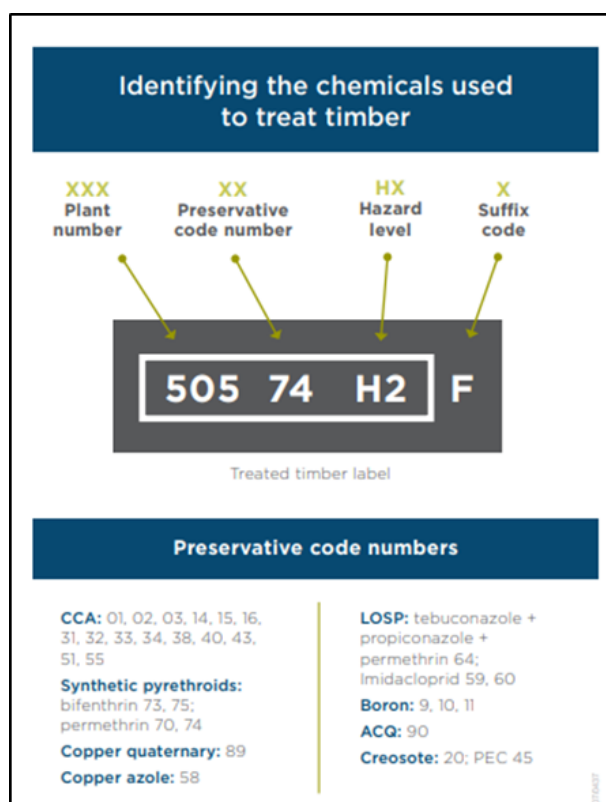 Identifying the chemicals used
to treat timber
XXX XX HX X
Plant number
Preservative code number
Hazard level
Suffix code
505 74 H2 F
Treated timber label
Preservative code numbers
CCA: 01, 02, 03, 14, 15, 16,
31, 32, 33, 34, 38, 40, 43,
51, 55
Synthetic pyrethroids:
bifenthrin 73, 75;
permethrin 70, 74
Copper quaternary: 89
Copper azole: 58
LOSP: tebuconazole +
propiconazole +
permethrin 64;
Imidacloprid 59, 60
Boron: 9, 10, 11
ACQ: 90
Creosote: 20; PEC 45